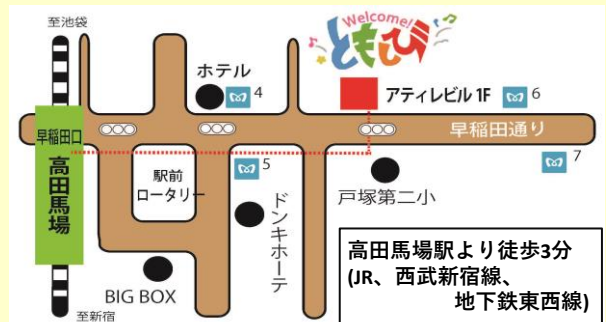 至池袋
Welcome!
ともとも
ホテル
4
アティレビル 1F
6
早稲田口
早稲田通り
高田馬場
駅前
ロータリー
5
7
ドンキホーテ
戸塚第二小
BIG BOX
至新宿
高田馬場駅より徒歩3分
(JR、西武新宿線、
地下鉄東西線)